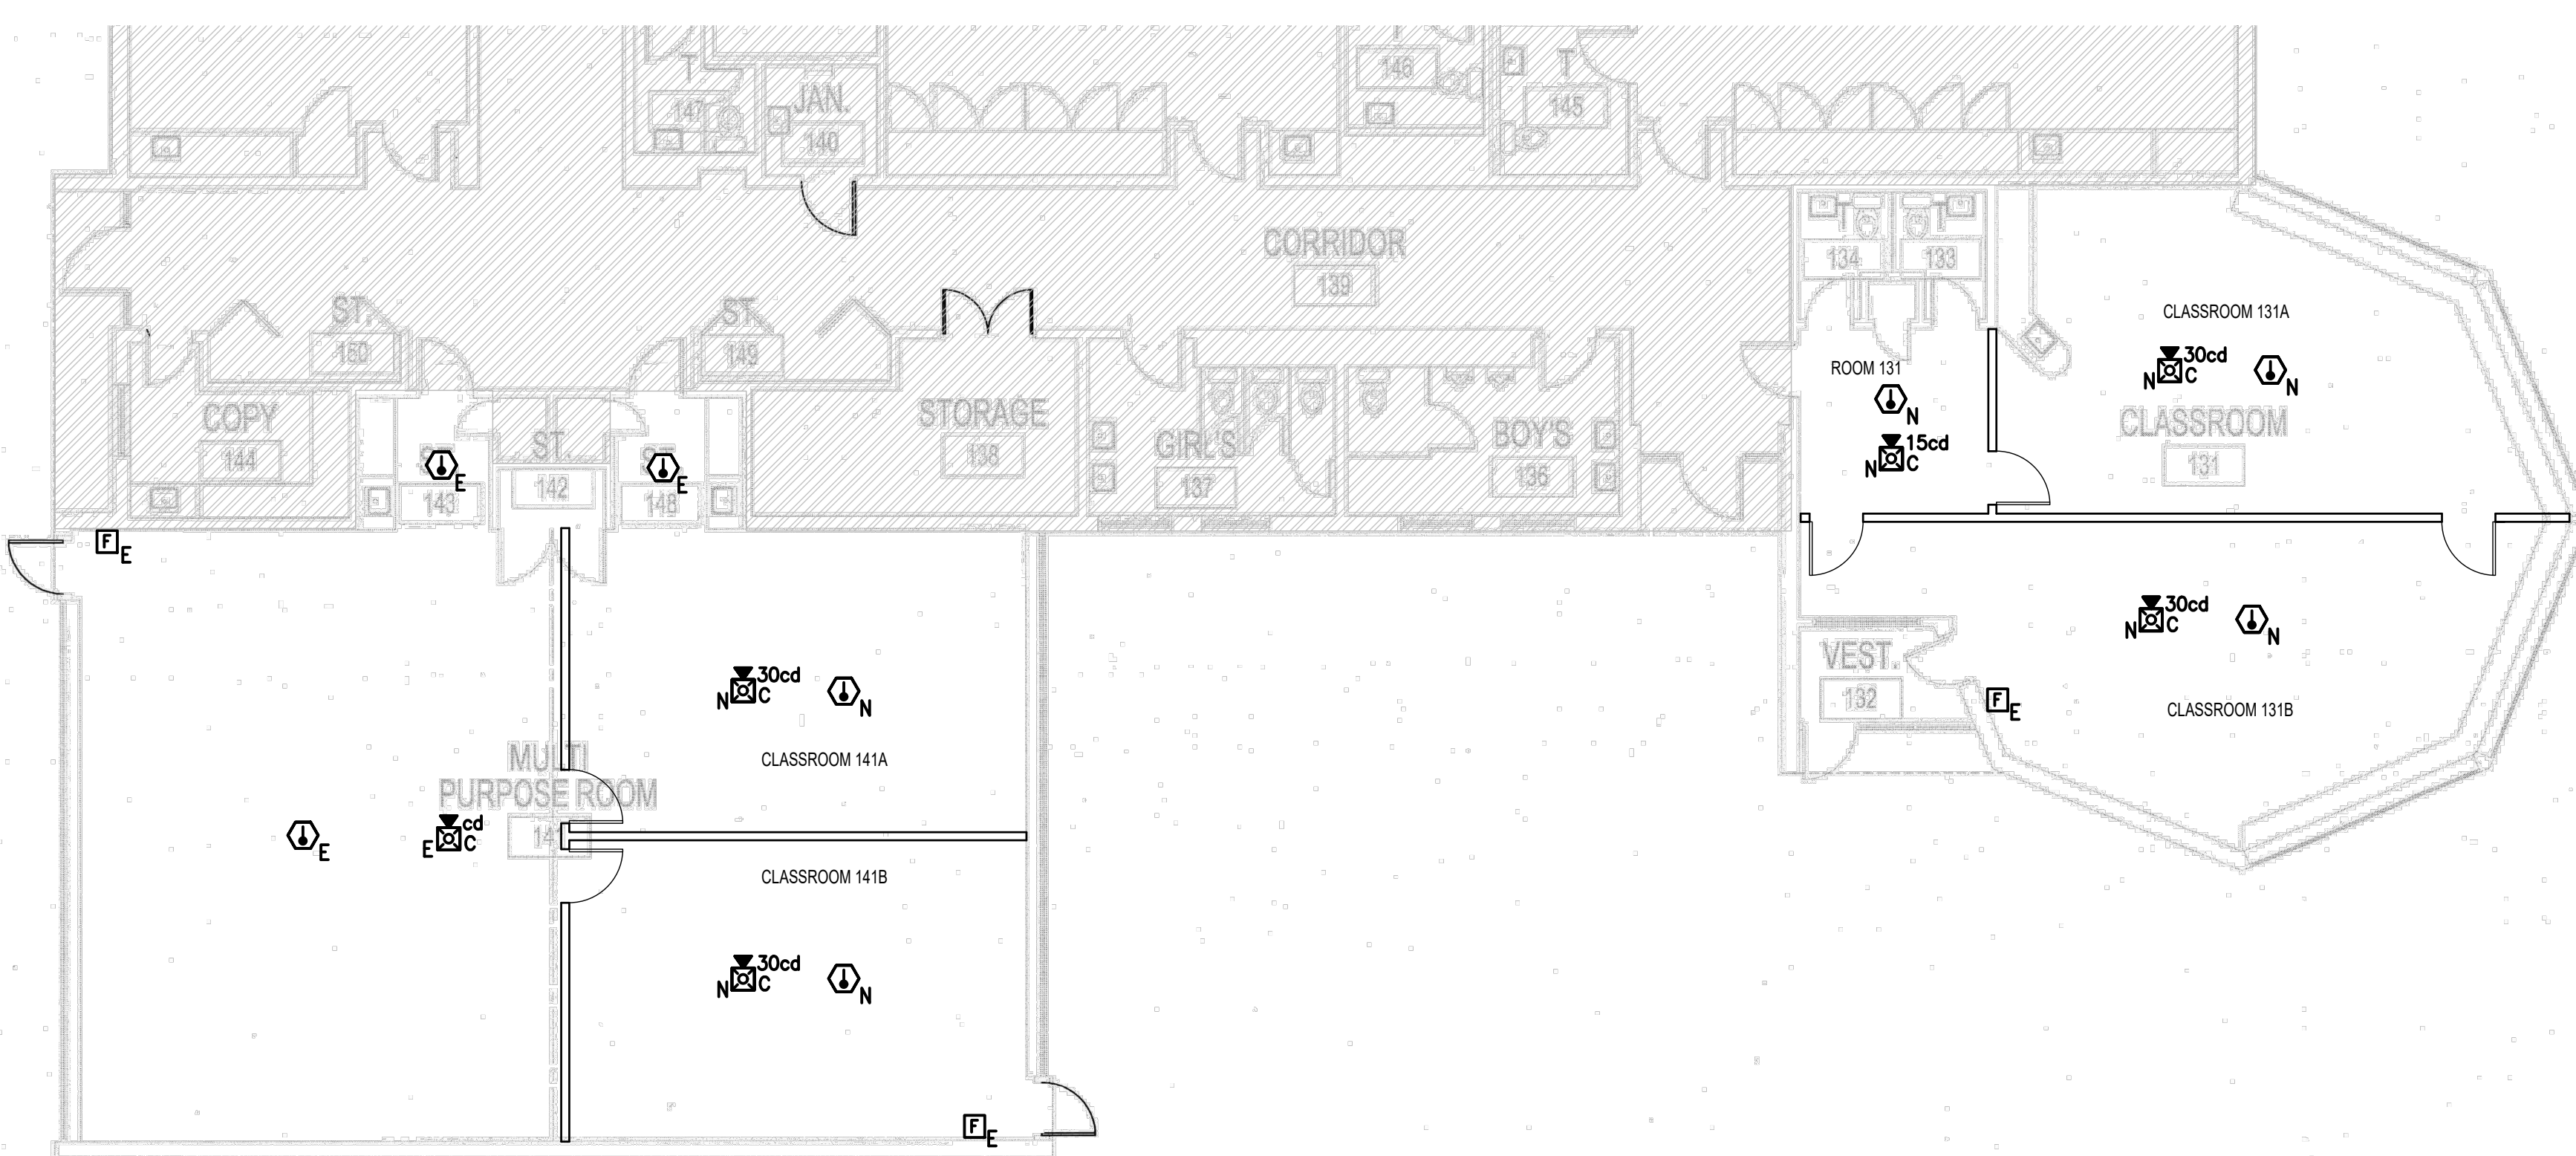 T
146
T
147
JAN.
145
140
CORRIDOR
134
133
139
ST.
ST.
CLASSROOM 131A
150
149
30cd
ROOM 131
N C
N
N
COPY
STORAGE
CLASSROOM
GIRL'S
BOY'S
15cd
ST.
N C
144
138
131
E
E
137
136
142
143
148
F
E
30cd
N C
N
VEST.
30cd
N C
N
132
F
E
CLASSROOM 131B
MULTI
PURPOSE ROOM
CLASSROOM 141A
cd
E C
E
CLASSROOM 141B
30cd
N C
N
F
E